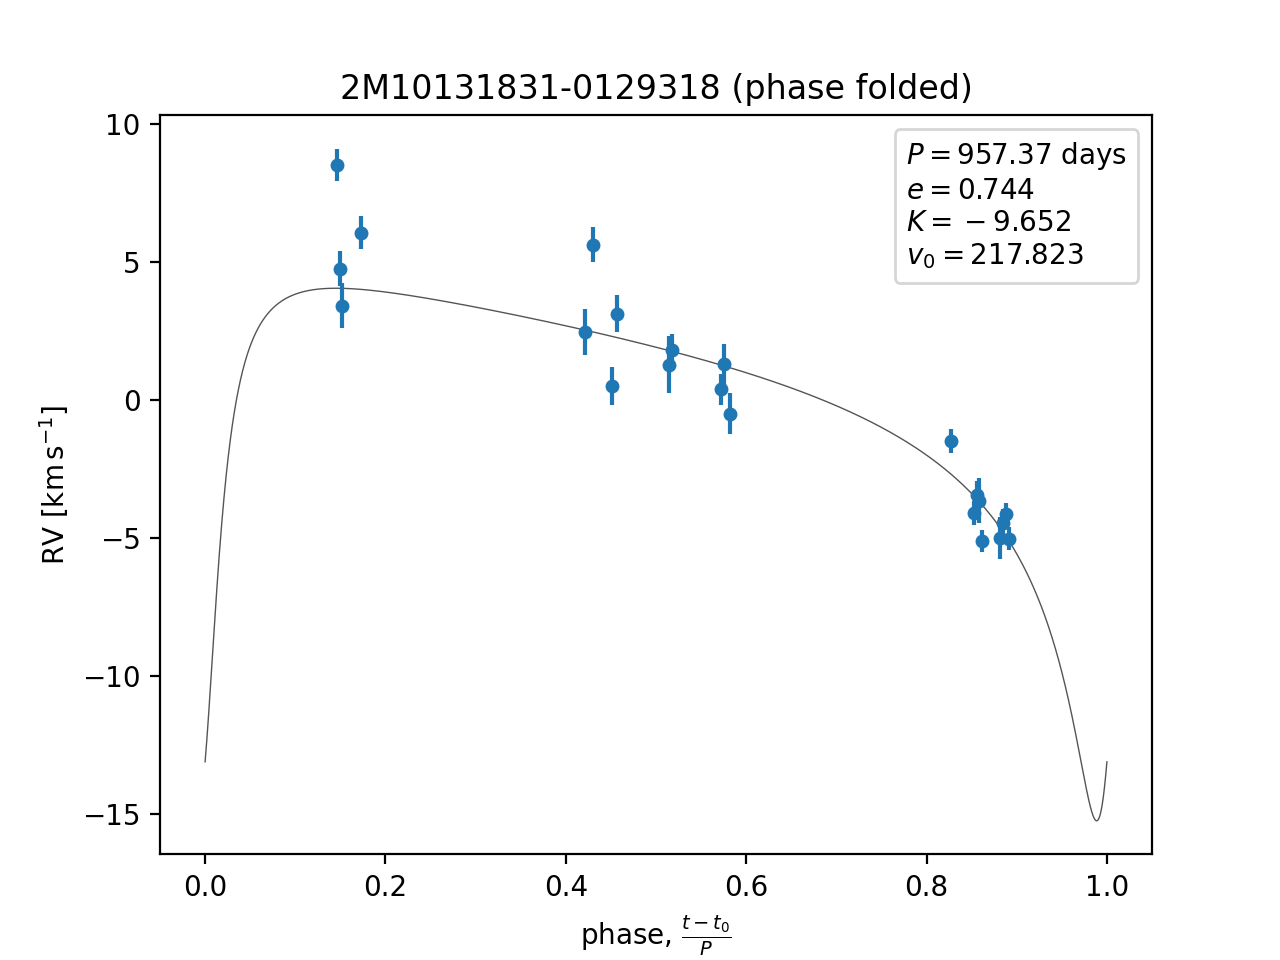 2M10131831-0129318 (phase folded)
P = 957.37 days
e = 0.744
K = −9.652
v₀ = 217.823
10
5
0
−5
−10
−15
RV [km s⁻¹]
0.0 0.2 0.4 0.6 0.8 1.0
phase, (t − t₀)/P